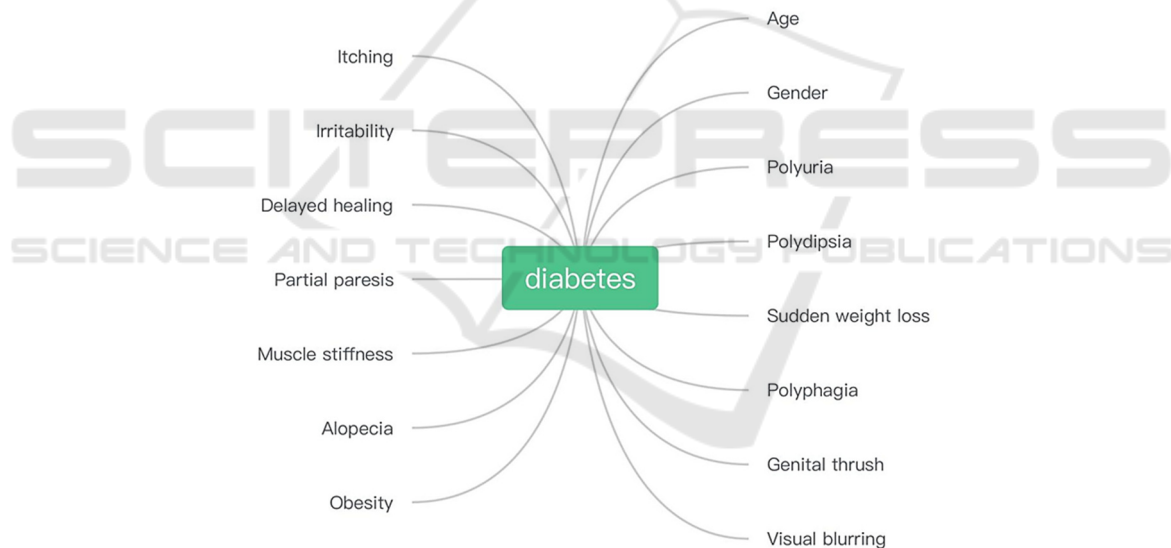 Age
Itching
Gender
Irritability
Polyuria
Delayed healing
Polydipsia
diabetes
Partial paresis
Sudden weight loss
Muscle stiffness
Polyphagia
Alopecia
Genital thrush
Obesity
Visual blurring
SCITEPRESS
SCIENCE AND TECHNOLOGY PUBLICATIONS